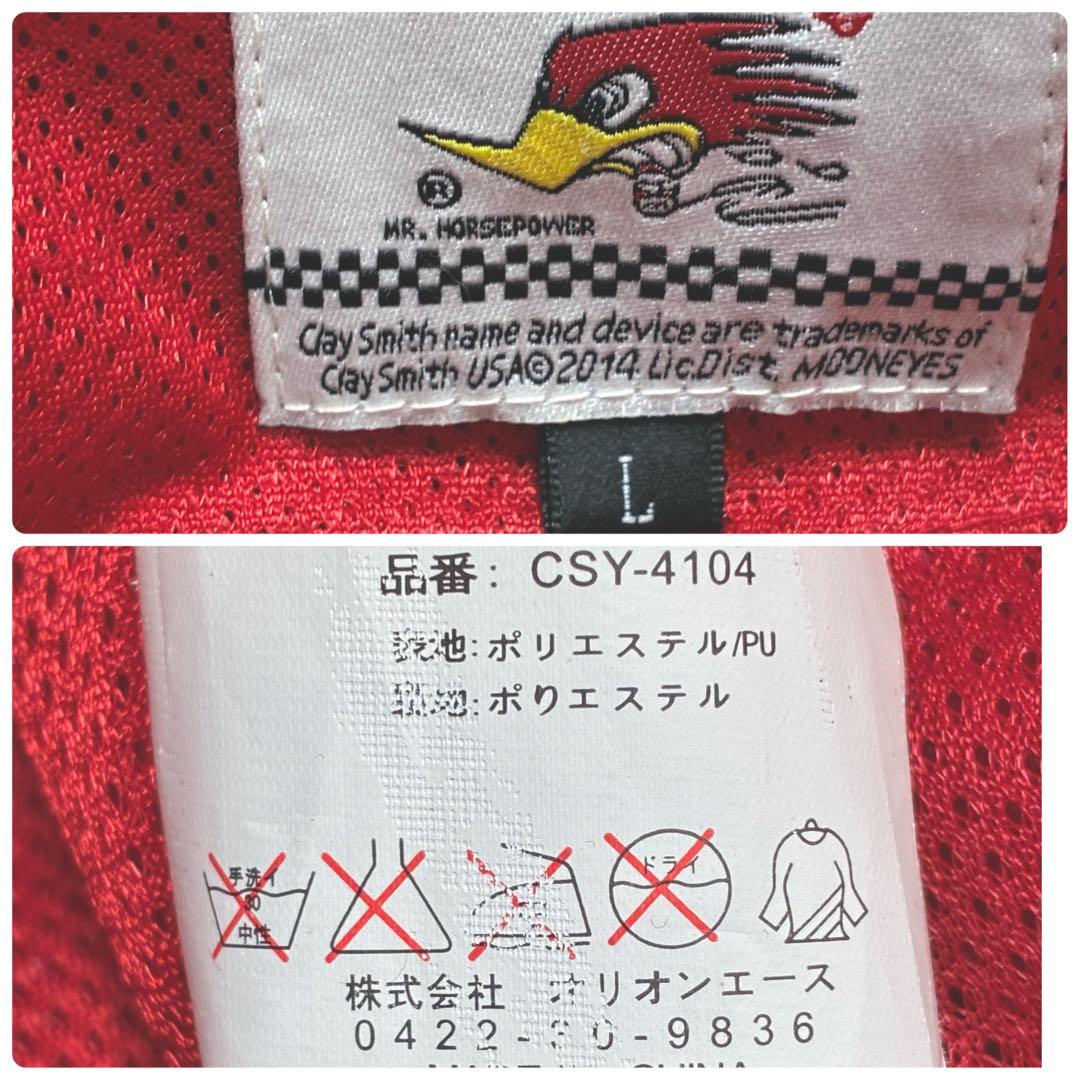 ®
MR. HORSEPOWER
Clay Smith name and device are trademarks of
Clay Smith USA©2014 Lic.Dist. MOONEYES
L
品番: CSY-4104
表地:ポリエステル/PU
裏地:ポリエステル
手洗イ
30
中性
ドライ
株式会社 オリオンエース
0422- -9836
CHINA